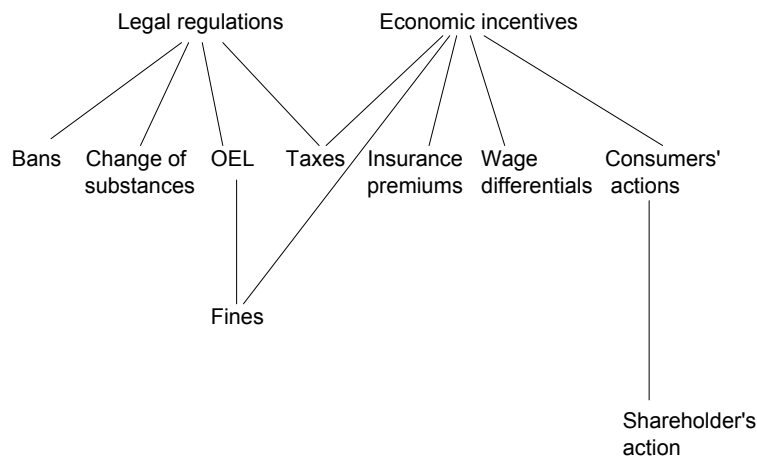 Legal regulations
Economic incentives
Bans
Change of
substances
OEL
Taxes
Insurance
premiums
Wage
differentials
Consumers'
actions
Fines
Shareholder's
action